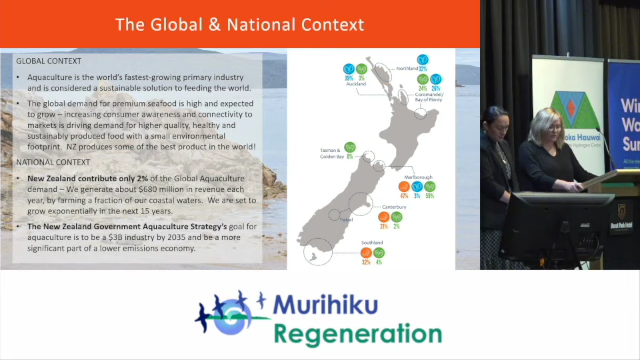 The Global & National Context
GLOBAL CONTEXT
• Aquaculture is the world's fastest-growing primary industry
and is considered a sustainable solution to feeding the world.
• The global demand for premium seafood is high and expected
to grow – increasing consumer awareness and connectivity to
markets is driving demand for higher quality, healthy and
sustainably produced food with a small environmental
footprint. NZ produces some of the best product in the world!
NATIONAL CONTEXT
• New Zealand contribute only 2% of the Global Aquaculture
demand – We generate about $680 million in revenue each
year, by farming a fraction of our coastal waters. We are set to
grow exponentially in the next 15 years.
• The New Zealand Government Aquaculture Strategy's goal for
aquaculture is to be a $3B industry by 2035 and be a more
significant part of a lower emissions economy.
Northland
Auckland
Coromandel/
Bay of Plenty
Tasman &
Golden Bay
Marlborough
Canterbury
Southland
Murihiku
Regeneration